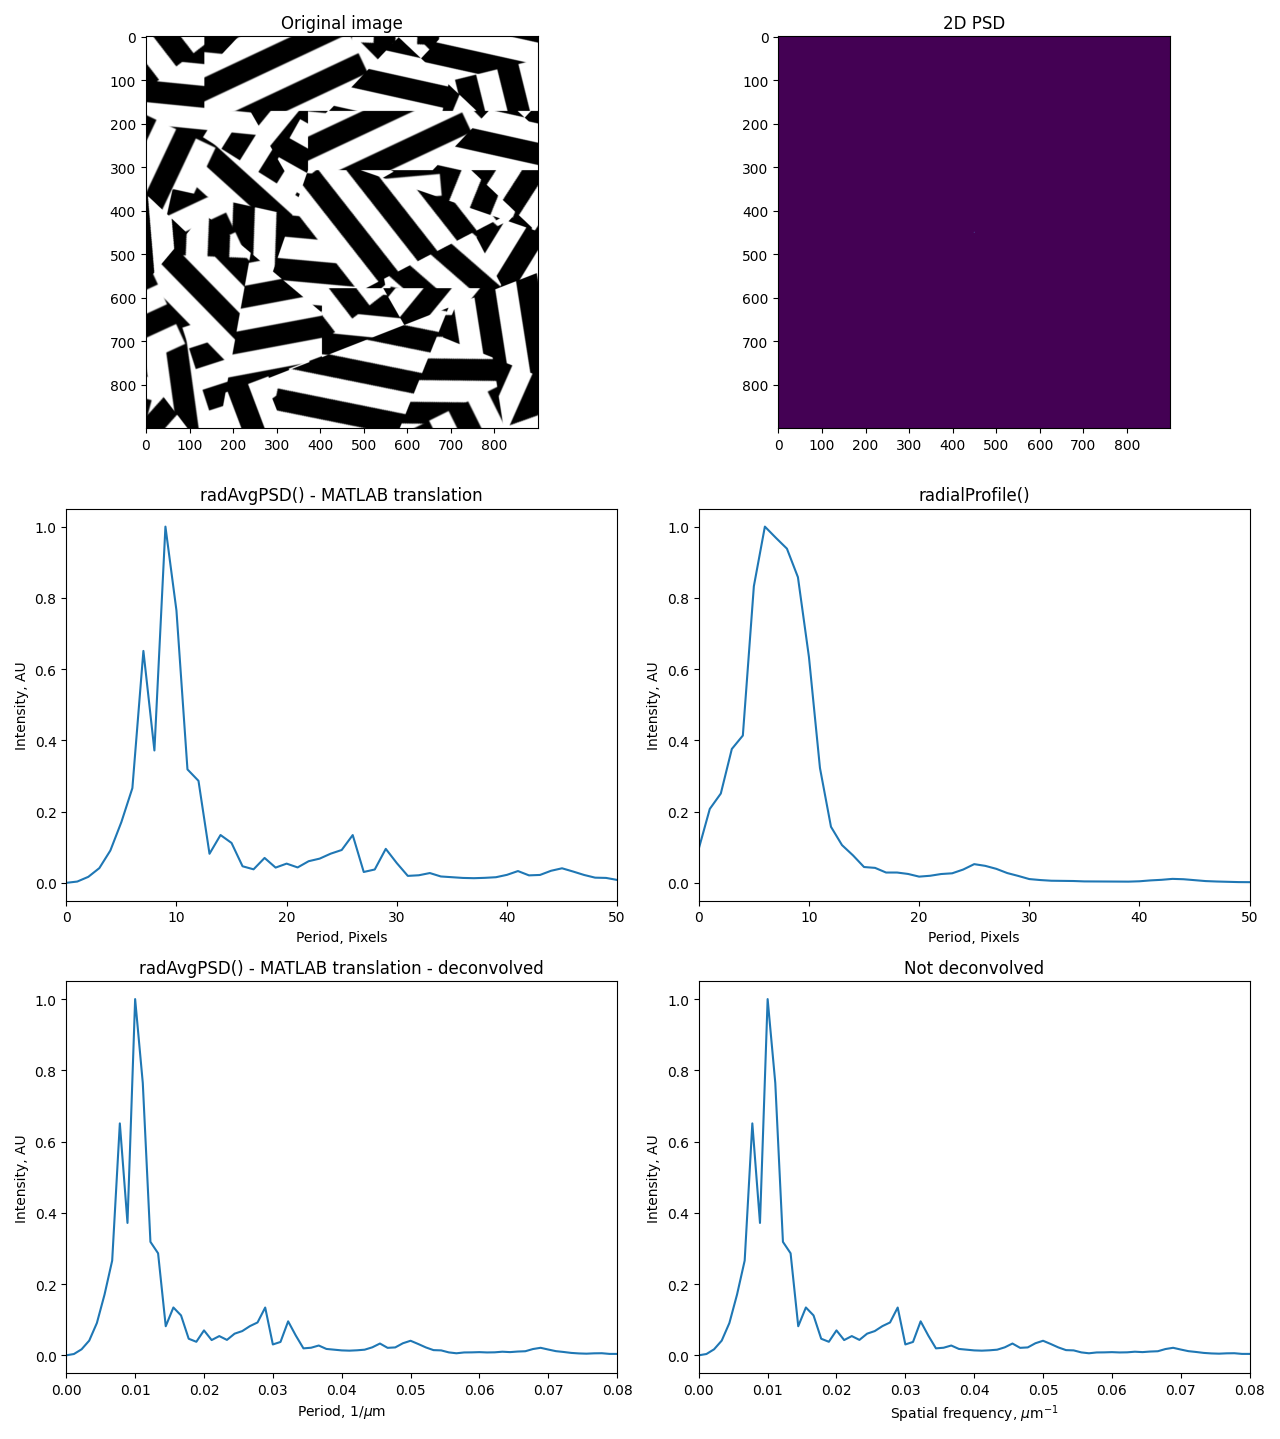 Original image
2D PSD
0
100
200
300
400
500
600
700
800
0 100 200 300 400 500 600 700 800
0
100
200
300
400
500
600
700
800
0 100 200 300 400 500 600 700 800
radAvgPSD() - MATLAB translation
radialProfile()
Intensity, AU
1.0
0.8
0.6
0.4
0.2
0.0
0 10 20 30 40 50
Period, Pixels
Intensity, AU
1.0
0.8
0.6
0.4
0.2
0.0
0 10 20 30 40 50
Period, Pixels
radAvgPSD() - MATLAB translation - deconvolved
Not deconvolved
Intensity, AU
1.0
0.8
0.6
0.4
0.2
0.0
0.00 0.01 0.02 0.03 0.04 0.05 0.06 0.07 0.08
Period, 1/μm
Intensity, AU
1.0
0.8
0.6
0.4
0.2
0.0
0.00 0.01 0.02 0.03 0.04 0.05 0.06 0.07 0.08
Spatial frequency, μm⁻¹